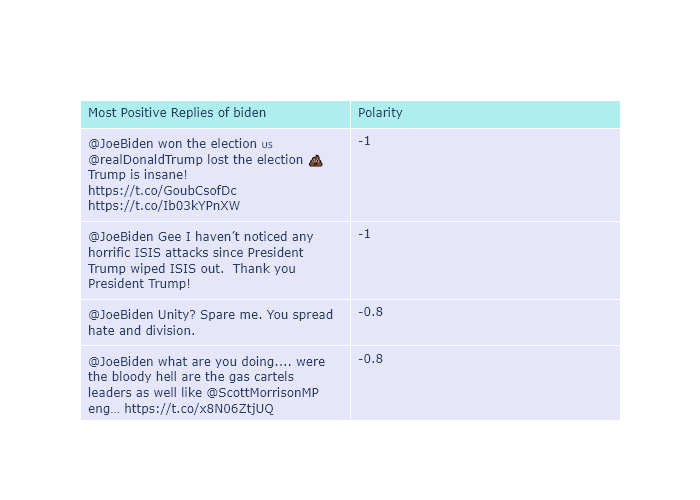 Most Positive Replies of biden
Polarity
@JoeBiden won the election us
@realDonaldTrump lost the election 💩
Trump is insane!
https://t.co/GoubCsofDc
https://t.co/Ib03kYPnXW
-1
@JoeBiden Gee I haven’t noticed any
horrific ISIS attacks since President
Trump wiped ISIS out.  Thank you
President Trump!
-1
@JoeBiden Unity? Spare me. You spread
hate and division.
-0.8
@JoeBiden what are you doing.... were
the bloody hell are the gas cartels
leaders as well like @ScottMorrisonMP
eng… https://t.co/x8N06ZtjUQ
-0.8